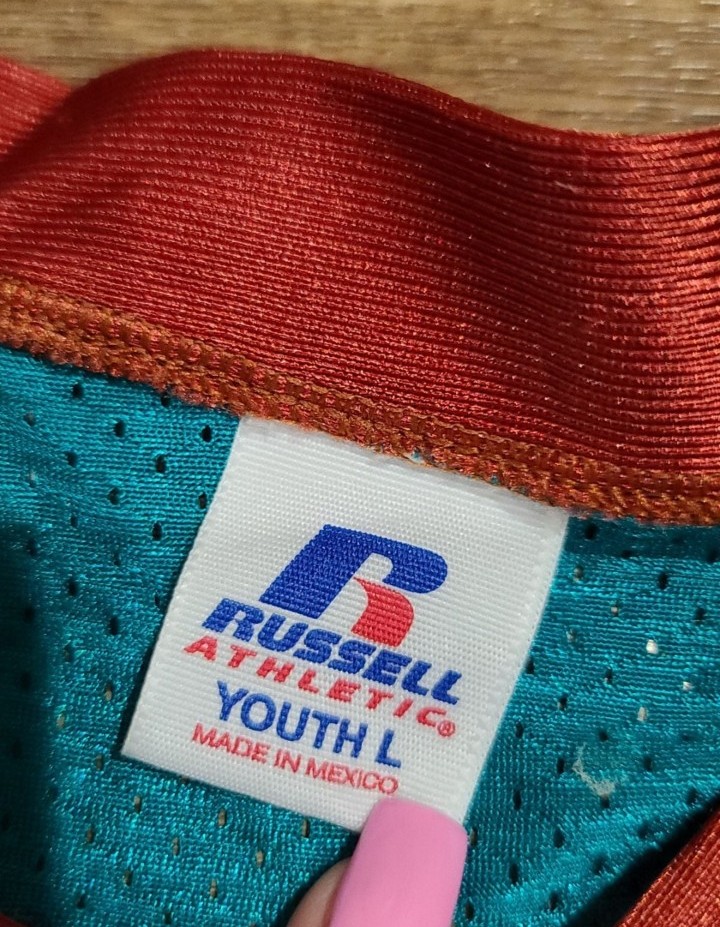 R
RUSSELL
ATHLETIC®
YOUTH L
MADE IN MEXICO